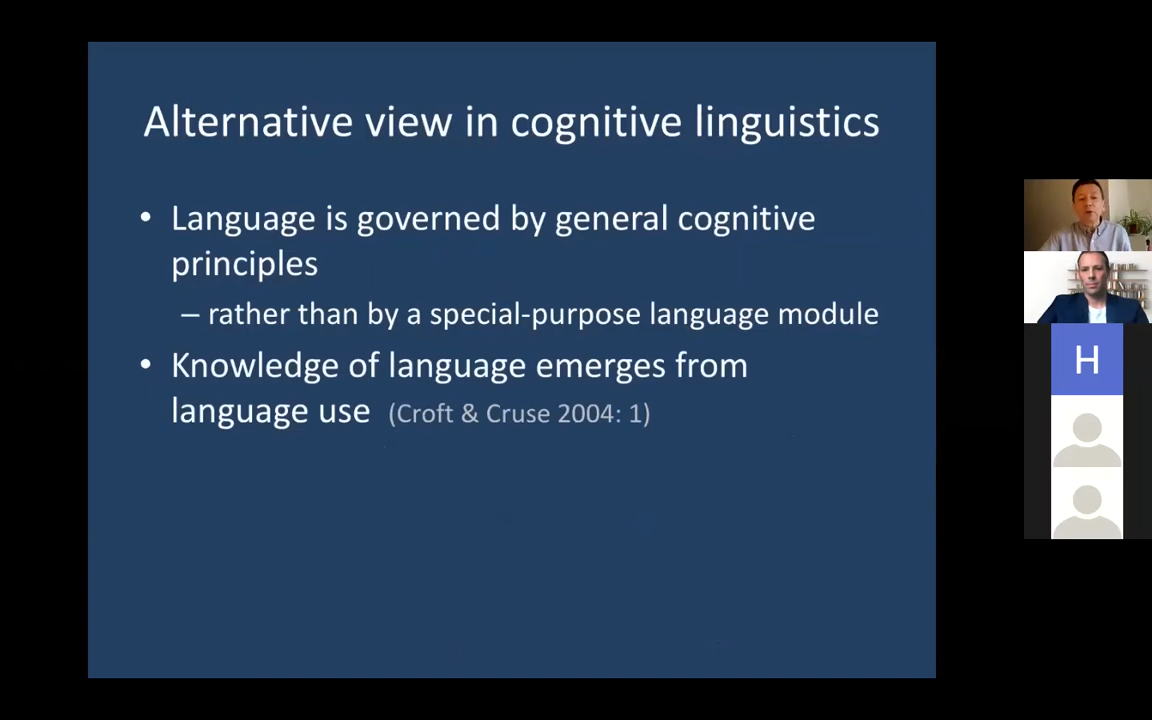 Alternative view in cognitive linguistics
• Language is governed by general cognitive
principles
– rather than by a special-purpose language module
• Knowledge of language emerges from
language use (Croft & Cruse 2004: 1)
H